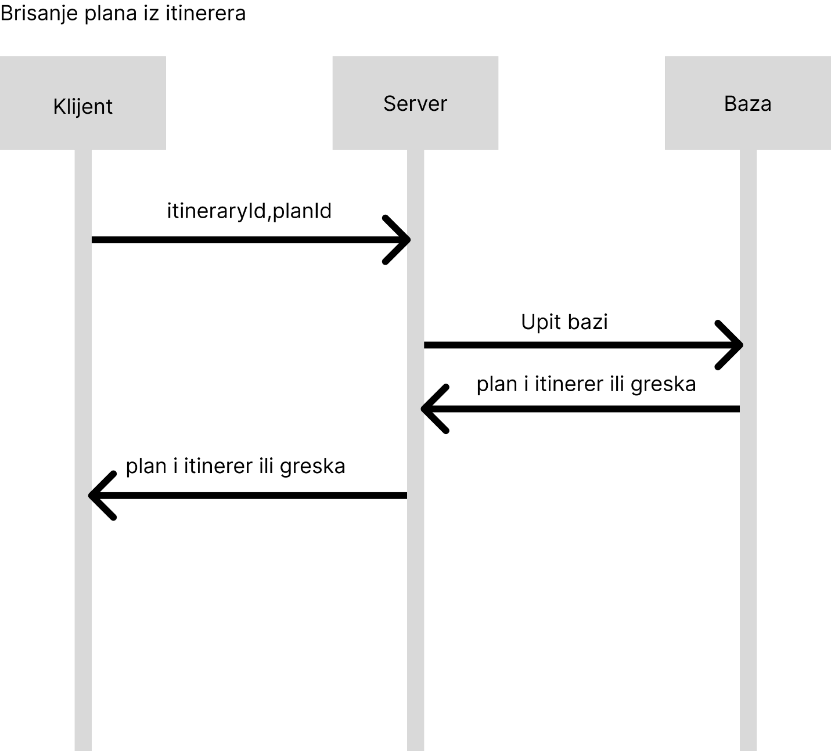 Brisanje plana iz itinerera
Klijent
Server
Baza
itineraryId,planId
Upit bazi
plan i itinerer ili greska
plan i itinerer ili greska